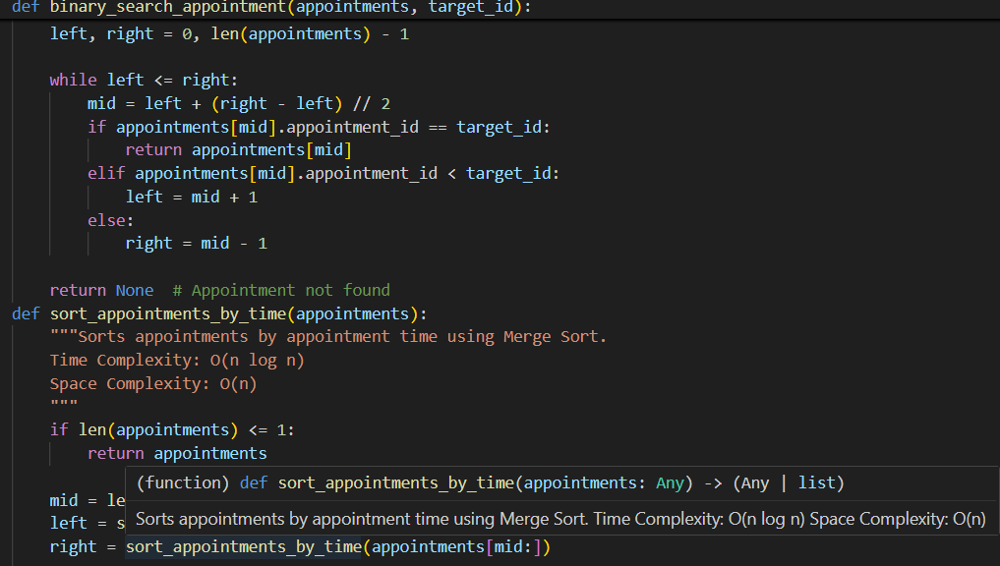 def binary_search_appointment(appointments, target_id):
    left, right = 0, len(appointments) - 1
    while left <= right:
        mid = left + (right - left) // 2
        if appointments[mid].appointment_id == target_id:
            return appointments[mid]
        elif appointments[mid].appointment_id < target_id:
            left = mid + 1
        else:
            right = mid - 1
    return None  # Appointment not found
def sort_appointments_by_time(appointments):
    """Sorts appointments by appointment time using Merge Sort.
    Time Complexity: O(n log n)
    Space Complexity: O(n)
    """
    if len(appointments) <= 1:
        return appointments
(function) def sort_appointments_by_time(appointments: Any) -> (Any | list)
    mid = le
Sorts appointments by appointment time using Merge Sort. Time Complexity: O(n log n) Space Complexity: O(n)
    left = s
    right = sort_appointments_by_time(appointments[mid:])